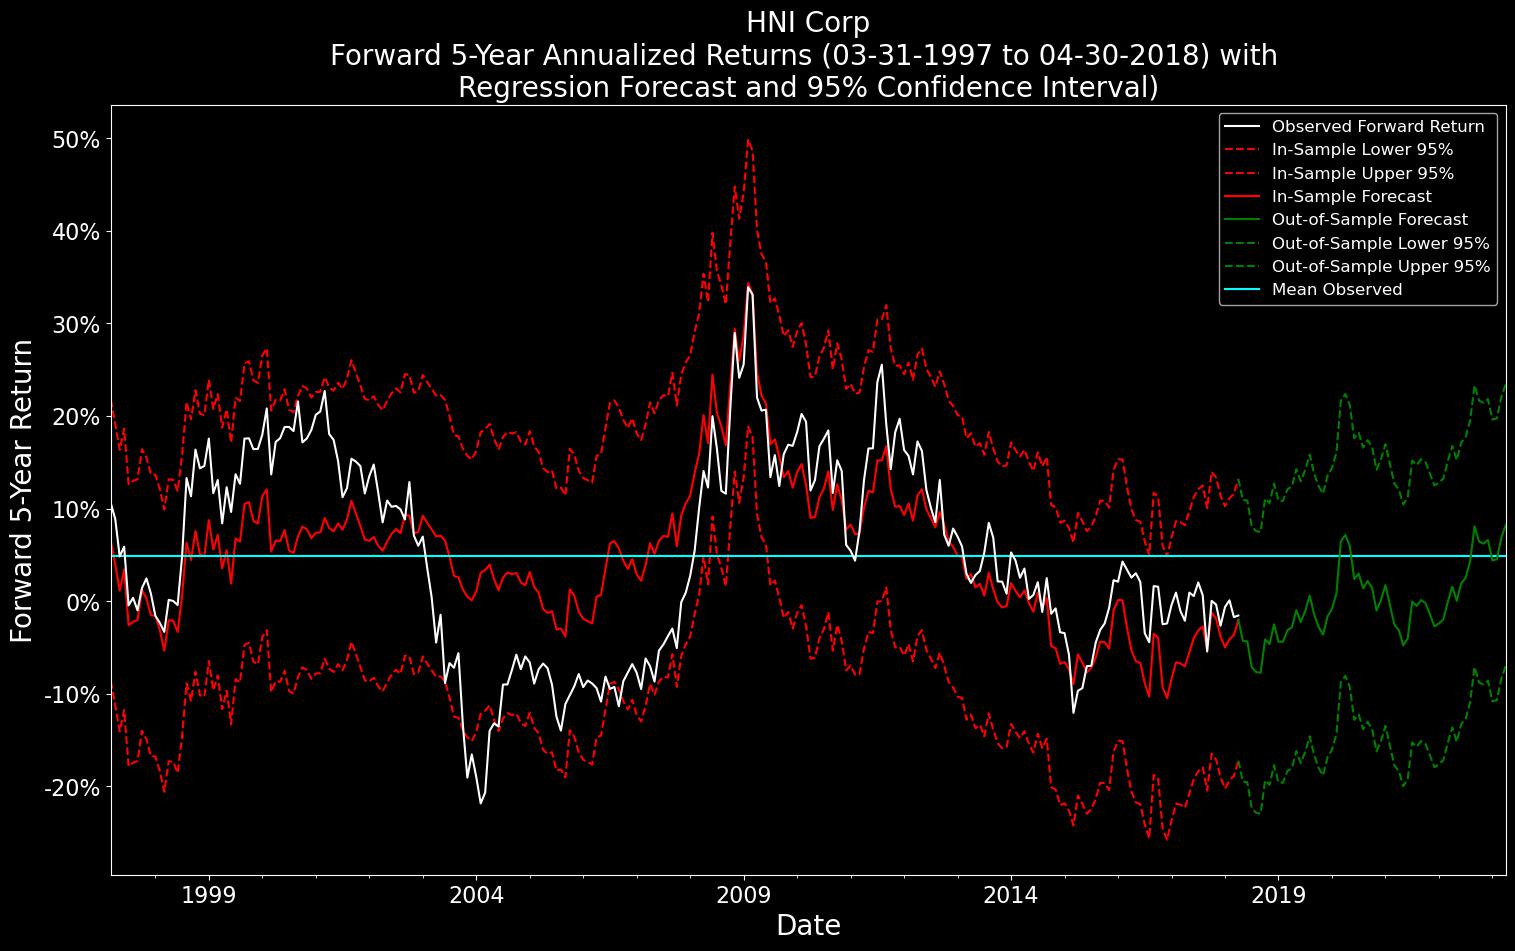 HNI Corp
Forward 5-Year Annualized Returns (03-31-1997 to 04-30-2018) with
Regression Forecast and 95% Confidence Interval)
50%
40%
30%
20%
10%
0%
-10%
-20%
Forward 5-Year Return
Observed Forward Return
In-Sample Lower 95%
In-Sample Upper 95%
In-Sample Forecast
Out-of-Sample Forecast
Out-of-Sample Lower 95%
Out-of-Sample Upper 95%
Mean Observed
1999 2004 2009 2014 2019
Date